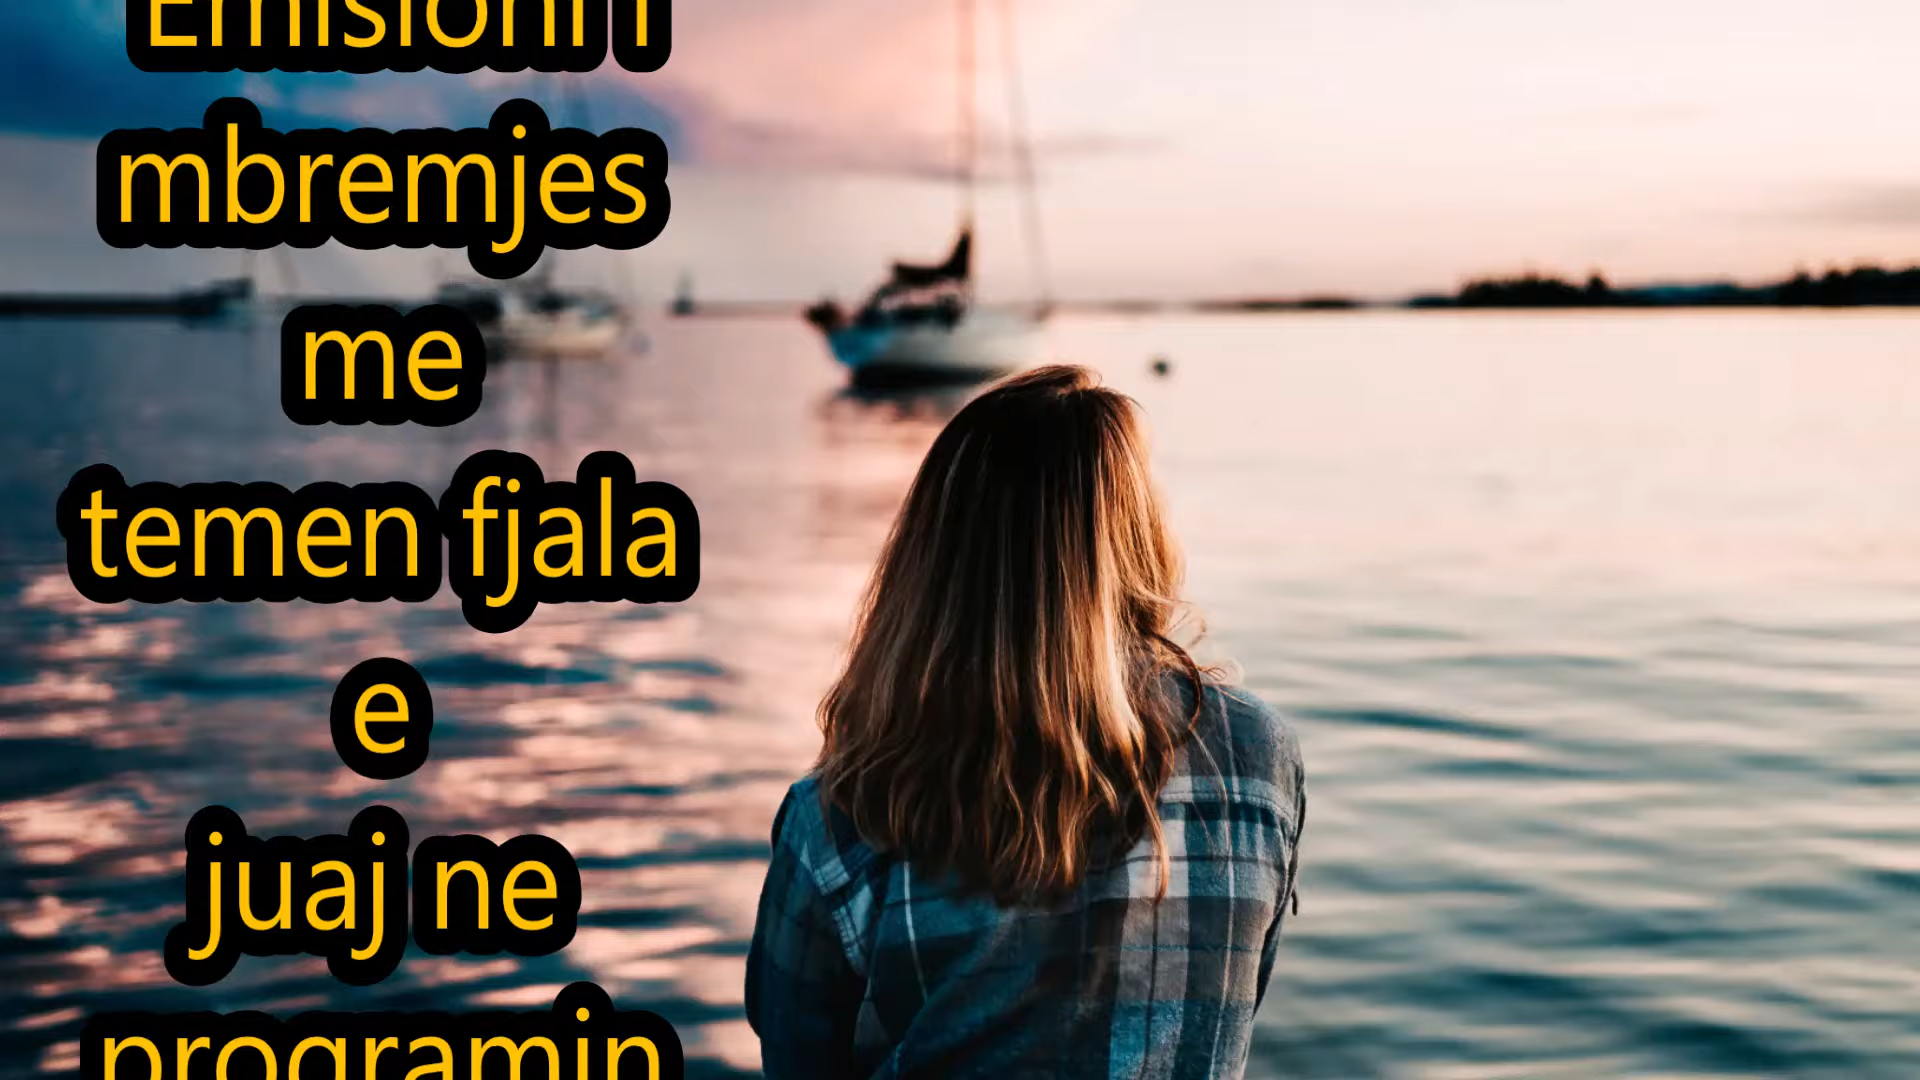 Emisioni i
mbremjes
me
temen fjala
e
juaj ne
programin